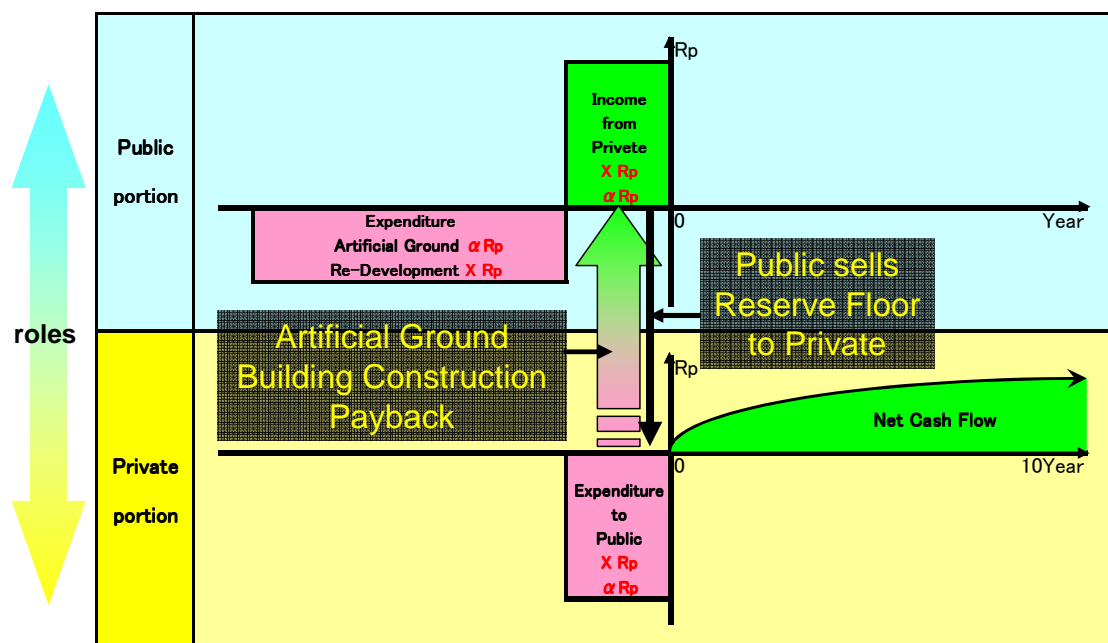 roles
Public
portion
Rp
Income
from
Privete
X Rp
α Rp
0
Year
Expenditure
Artificial Ground α Rp
Re-Development X Rp
Public sells
Reserve Floor
to Private
Artificial Ground
Building Construction
Payback
Private
portion
Rp
Net Cash Flow
0
10Year
Expenditure
to
Public
X Rp
α Rp